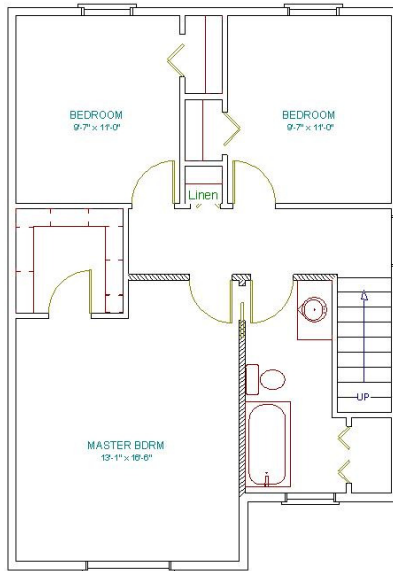 BEDROOM
9'-7" x 11'-0"
BEDROOM
9'-7" x 11'-0"
Linen
UP
MASTER BDRM
13'-1" x 16'-6"